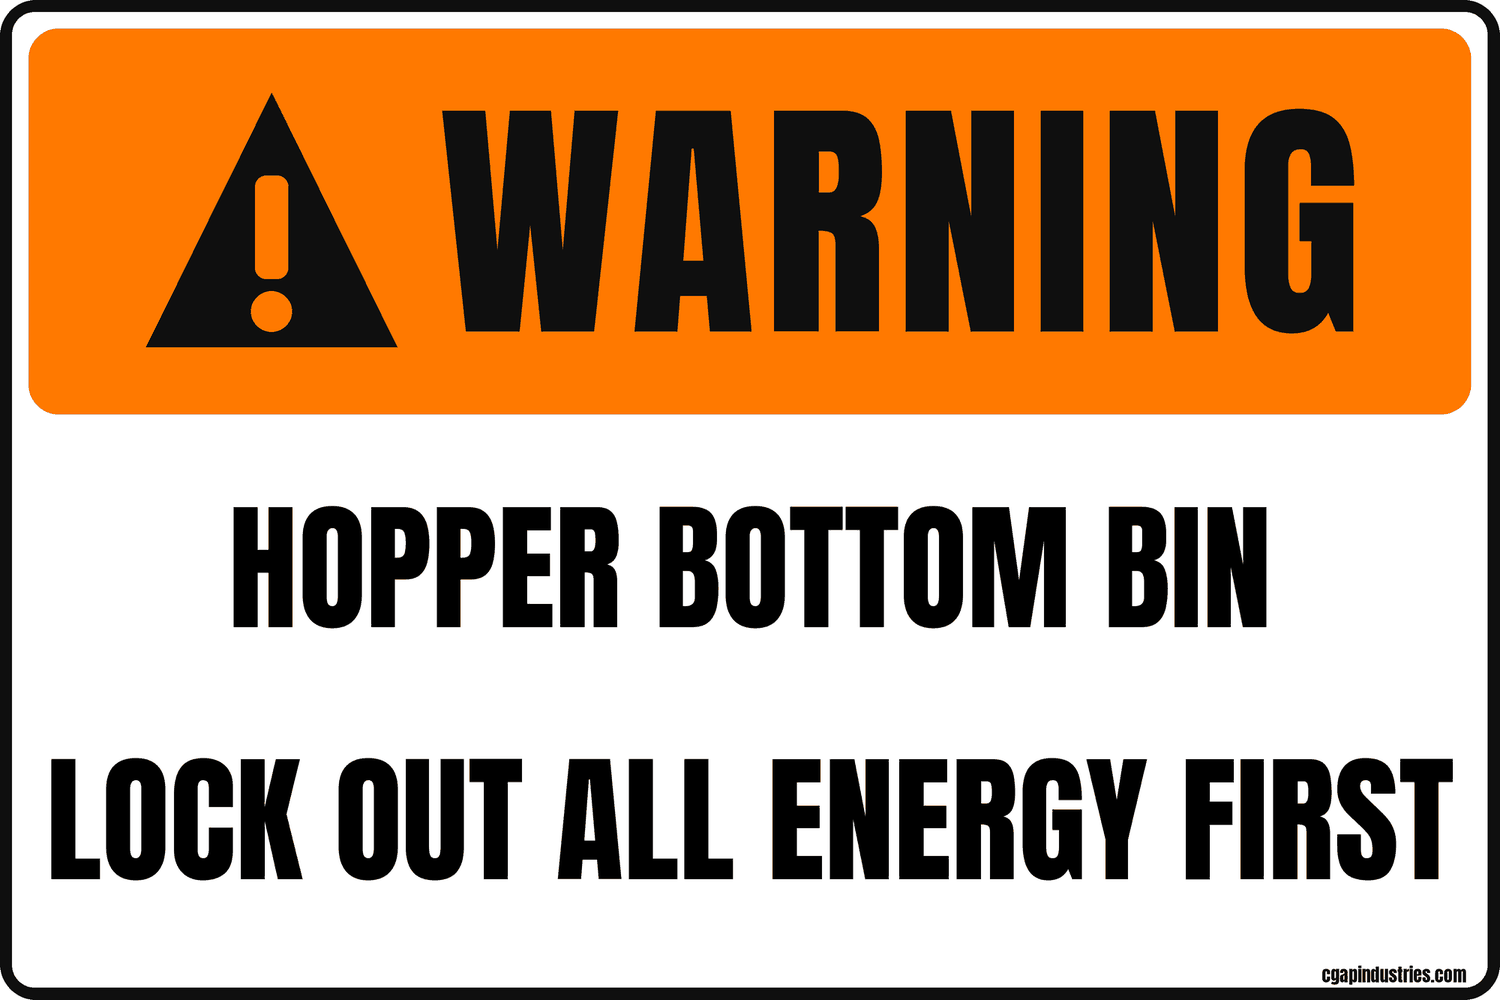 WARNING
HOPPER BOTTOM BIN
LOCK OUT ALL ENERGY FIRST
cgapindustries.com